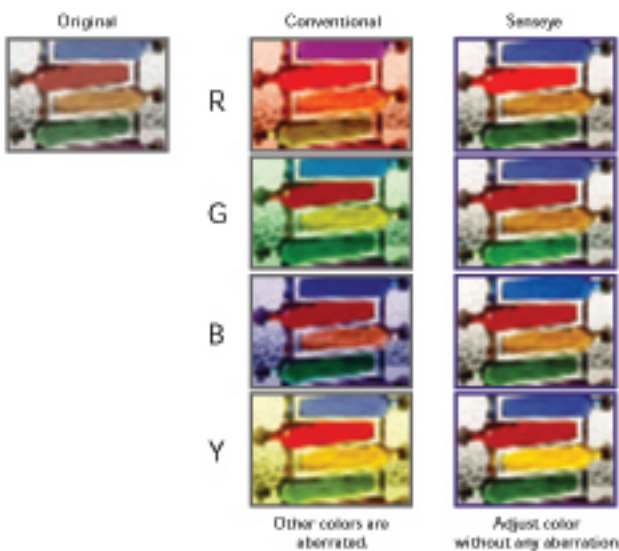 Original
Conventional
Senseye
R
G
B
Y
Other colors are
aberrated.
Adjust color
without any aberration